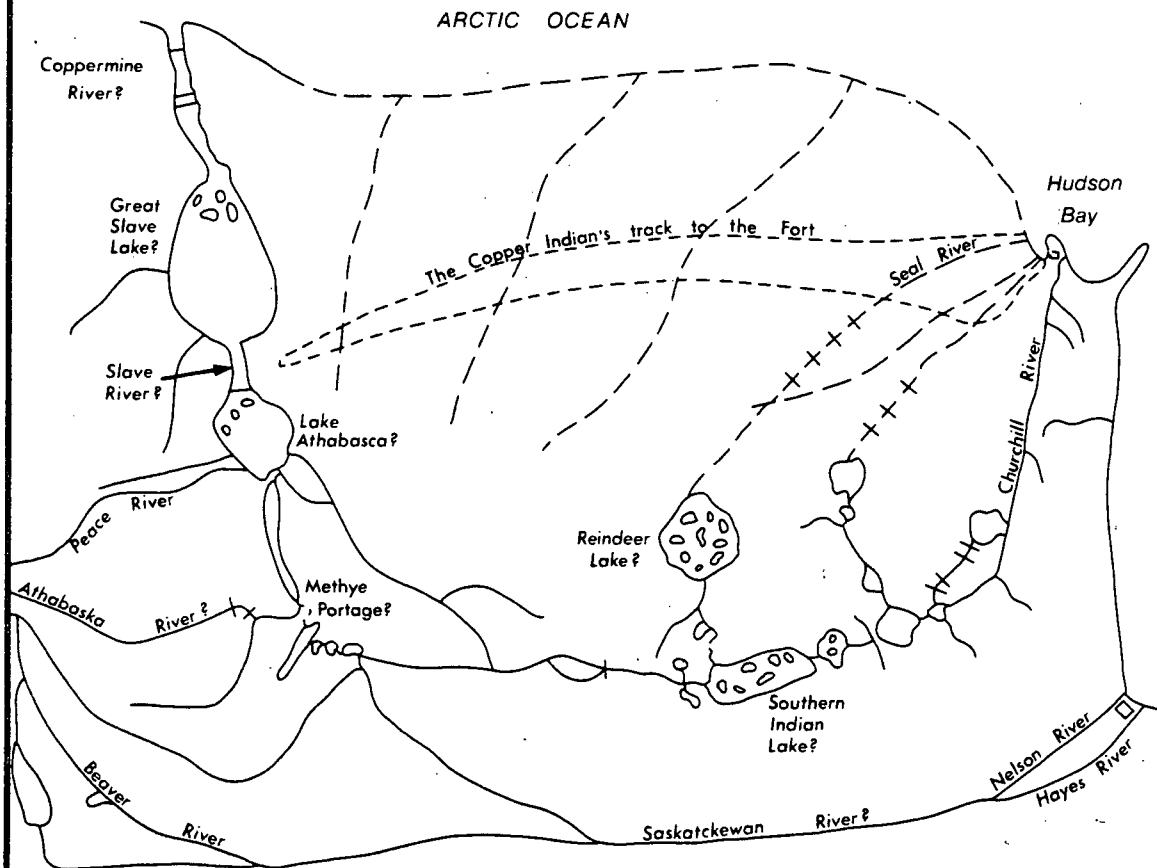 ARCTIC OCEAN
Coppermine
River?
Hudson
Bay
Great
Slave
Lake?
The Copper Indian's track to the Fort
Seal River
Slave
River?
Lake
Athabasca?
Churchill River
Peace River
Reindeer
Lake?
Methye
Portage?
Athabaska River?
Southern
Indian
Lake?
Nelson River
Hayes River
Beaver River
Saskatckewan River?